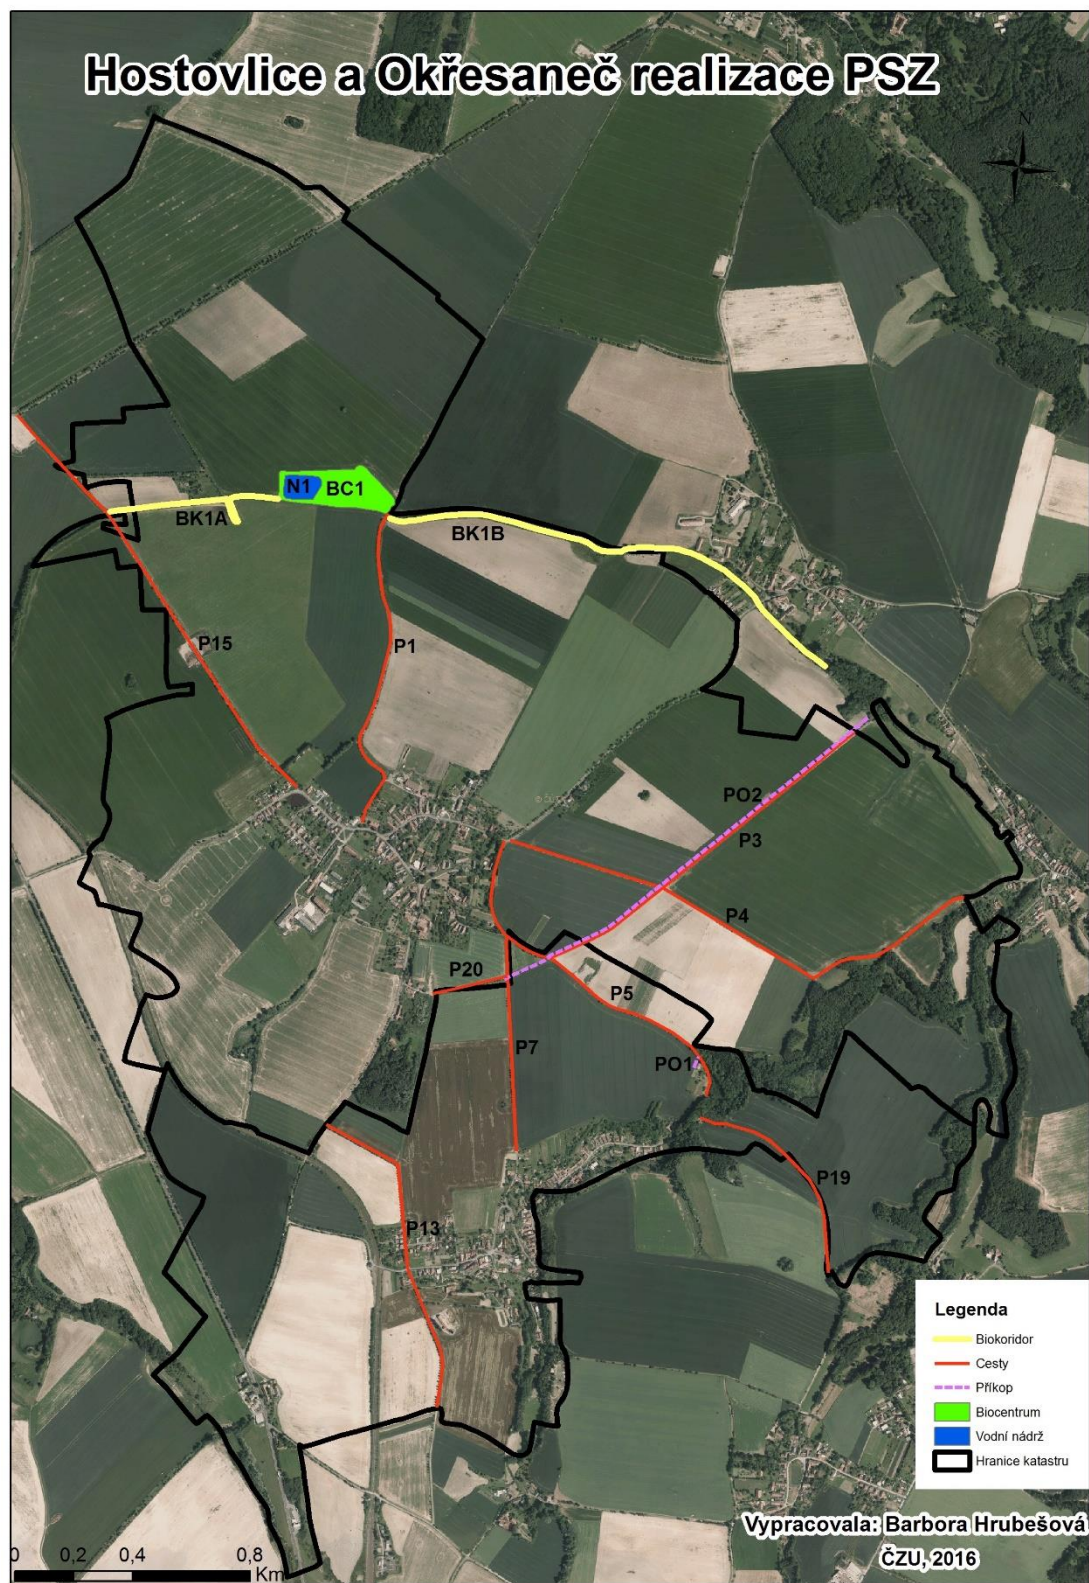 Hostovlice a Okřesaneč realizace PSZ
N
N1
BC1
BK1A
BK1B
P15
P1
PO2
P3
P4
P20
P5
P7
PO1
P19
P13
Legenda
Biokoridor
Cesty
Příkop
Biocentrum
Vodní nádrž
Hranice katastru
Vypracovala: Barbora Hrubešová
ČZU, 2016
0 0,2 0,4 0,8
Km